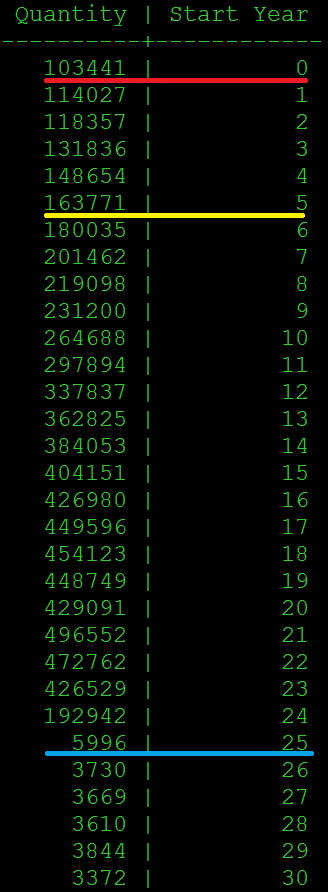 Quantity | Start Year
----------+------------
103441 | 0
114027 | 1
118357 | 2
131836 | 3
148654 | 4
163771 | 5
180035 | 6
201462 | 7
219098 | 8
231200 | 9
264688 | 10
297894 | 11
337837 | 12
362825 | 13
384053 | 14
404151 | 15
426980 | 16
449596 | 17
454123 | 18
448749 | 19
429091 | 20
496552 | 21
472762 | 22
426529 | 23
192942 | 24
5996 | 25
3730 | 26
3669 | 27
3610 | 28
3844 | 29
3372 | 30